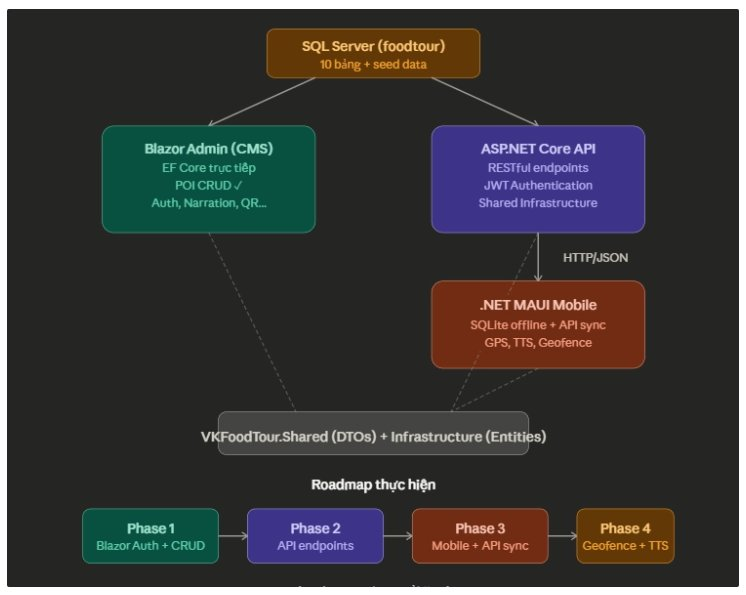 SQL Server (foodtour)
10 bảng + seed data
Blazor Admin (CMS)
EF Core trực tiếp
POI CRUD ✓
Auth, Narration, QR...
ASP.NET Core API
RESTful endpoints
JWT Authentication
Shared Infrastructure
HTTP/JSON
.NET MAUI Mobile
SQLite offline + API sync
GPS, TTS, Geofence
VKFoodTour.Shared (DTOs) + Infrastructure (Entities)
Roadmap thực hiện
Phase 1
Blazor Auth + CRUD
Phase 2
API endpoints
Phase 3
Mobile + API sync
Phase 4
Geofence + TTS